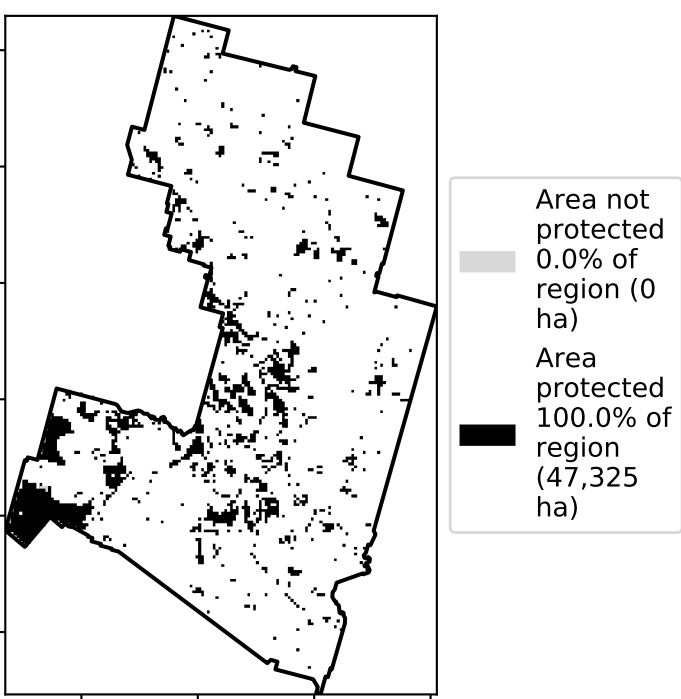 Area not
protected
0.0% of
region (0
ha)
Area
protected
100.0% of
region
(47,325
ha)